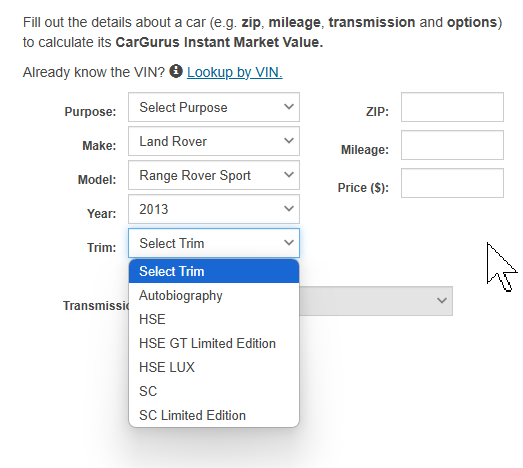 Fill out the details about a car (e.g. zip, mileage, transmission and options)
to calculate its CarGurus Instant Market Value.
Already know the VIN? Lookup by VIN.
Purpose: Select Purpose ZIP:
Make: Land Rover
Mileage:
Model: Range Rover Sport
Price ($):
Year: 2013
Trim: Select Trim
Select Trim
Autobiography
Transmissio
HSE
HSE GT Limited Edition
HSE LUX
SC
SC Limited Edition